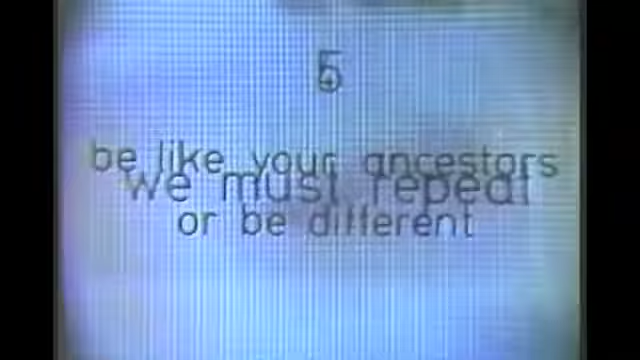 5
be like your ancestors
we must repeat
or be different